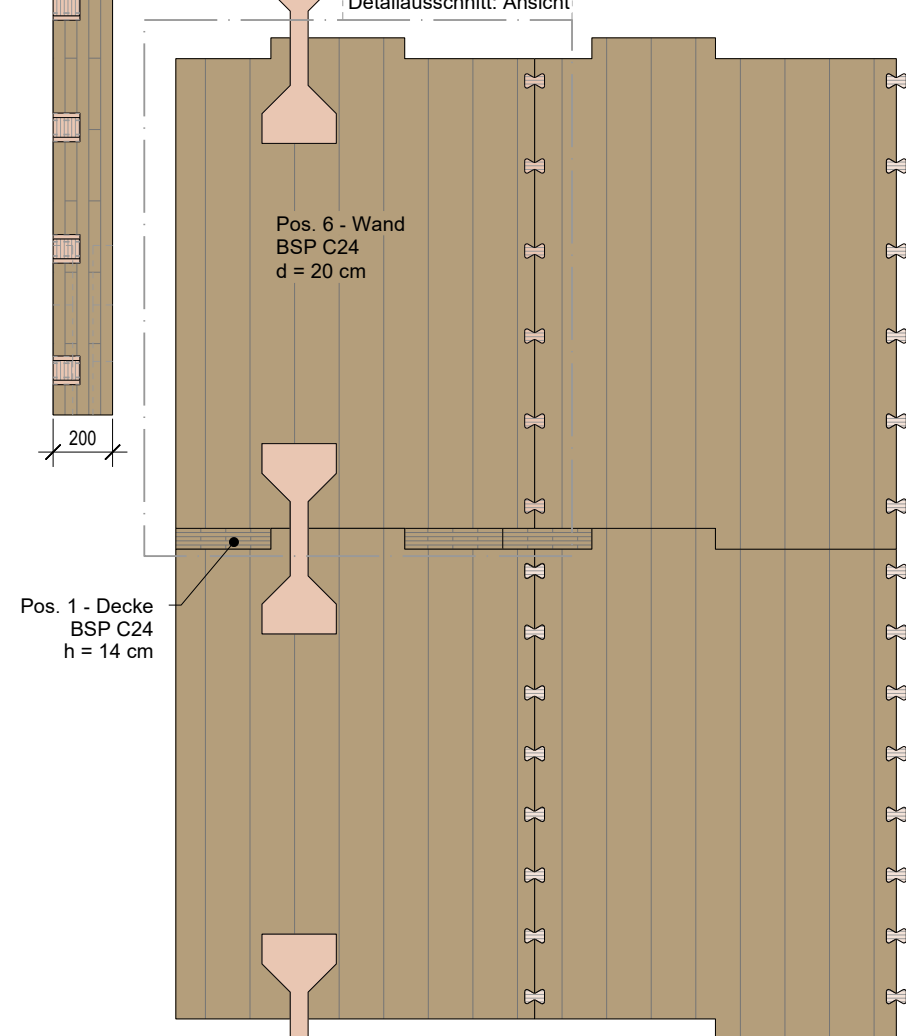 Detailausschnitt: Ansicht
Pos. 6 - Wand
BSP C24
d = 20 cm
200
Pos. 1 - Decke
BSP C24
h = 14 cm